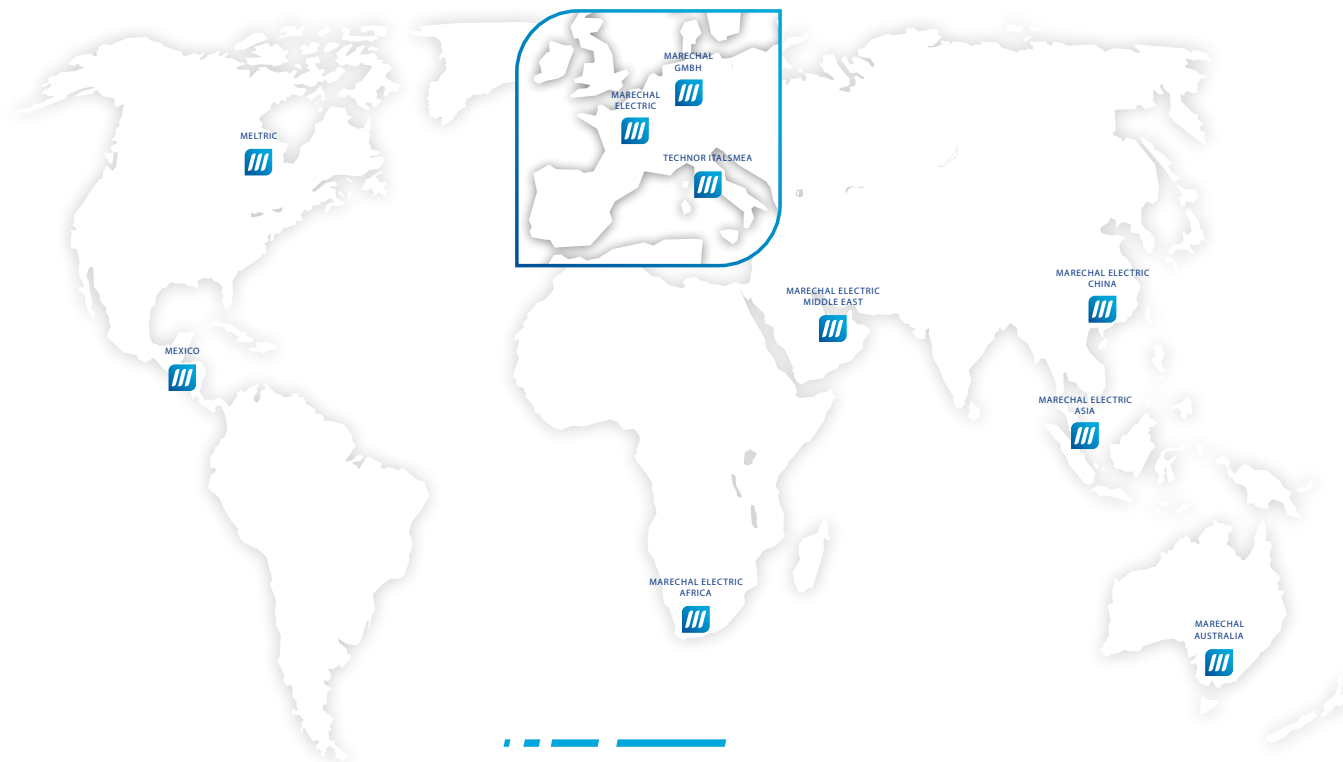 MARECHAL
GMBH
MARECHAL
ELECTRIC
MELTRIC
TECHNOR ITALSMEA
MARECHAL ELECTRIC
CHINA
MARECHAL ELECTRIC
MIDDLE EAST
MEXICO
MARECHAL ELECTRIC
ASIA
MARECHAL ELECTRIC
AFRICA
MARECHAL
AUSTRALIA